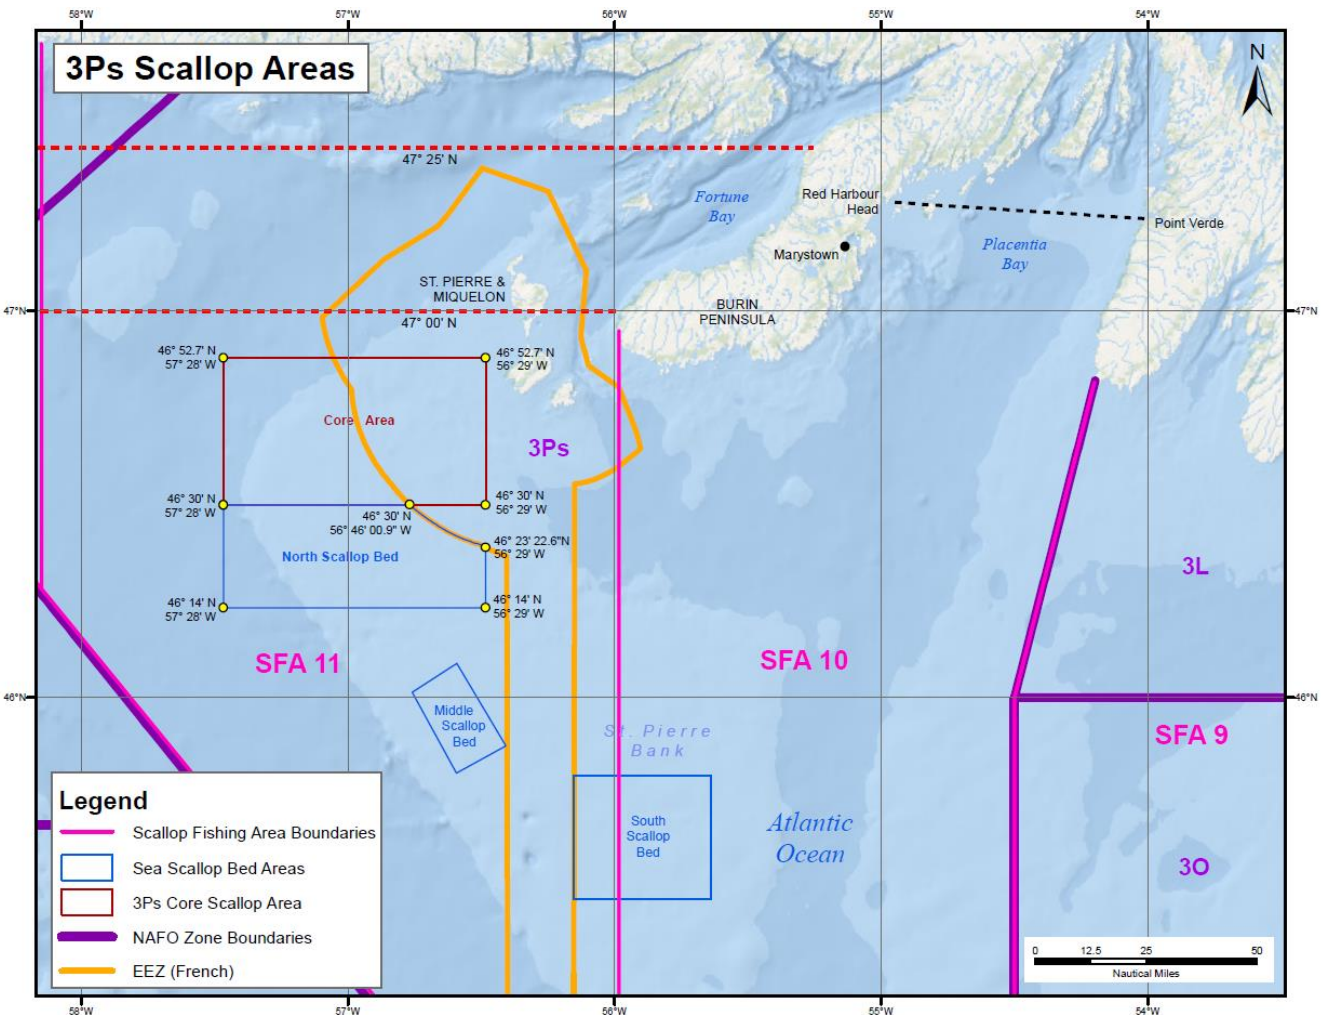 58°W
57°W
56°W
55°W
54°W
3Ps Scallop Areas
N
47° 25' N
Fortune
Bay
Red Harbour
Head
Point Verde
Placentia
Bay
Marystown
ST. PIERRE &
MIQUELON
BURIN
PENINSULA
47°N
47°N
47° 00' N
46° 52.7' N
57° 28' W
46° 52.7' N
56° 29' W
Core Area
3Ps
46° 30' N
57° 28' W
46° 30' N
56° 29' W
46° 30' N
56° 46' 00.9" W
46° 23' 22.6"N
56° 29' W
North Scallop Bed
3L
46° 14' N
57° 28' W
46° 14' N
56° 29' W
SFA 11
SFA 10
46°N
46°N
Middle
Scallop
Bed
St. Pierre
Bank
SFA 9
South
Scallop
Bed
Atlantic
Ocean
3O
Legend
Scallop Fishing Area Boundaries
Sea Scallop Bed Areas
3Ps Core Scallop Area
NAFO Zone Boundaries
EEZ (French)
0 12.5 25 50
Nautical Miles
58°W
57°W
56°W
55°W
54°W